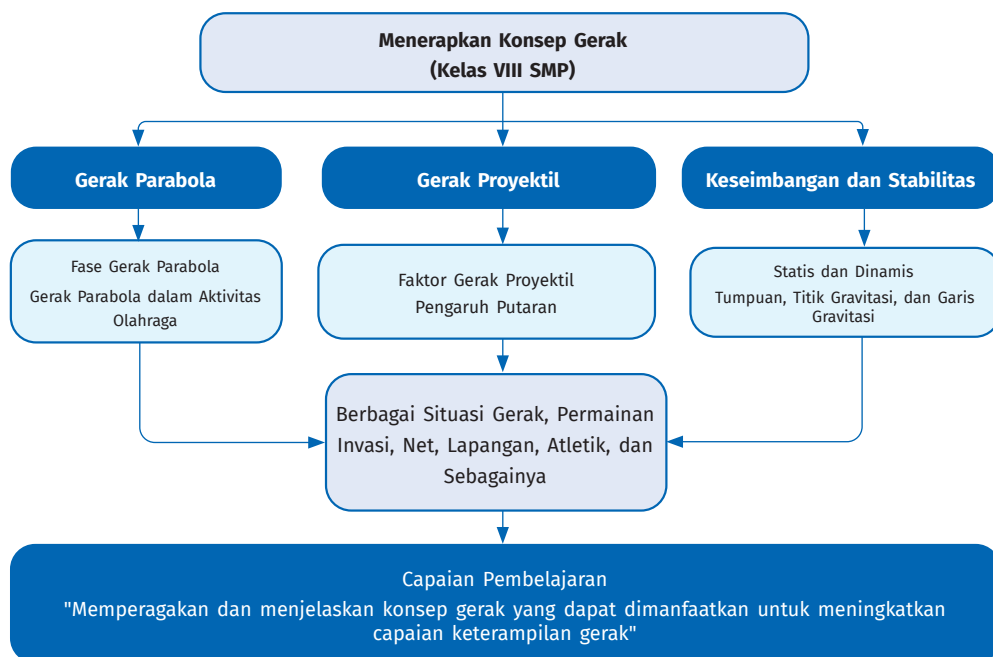 Menerapkan Konsep Gerak
(Kelas VIII SMP)
Gerak Parabola
Gerak Proyektil
Keseimbangan dan Stabilitas
Fase Gerak Parabola
Gerak Parabola dalam Aktivitas
Olahraga
Faktor Gerak Proyektil
Pengaruh Putaran
Statis dan Dinamis
Tumpuan, Titik Gravitasi, dan Garis
Gravitasi
Berbagai Situasi Gerak, Permainan
Invasi, Net, Lapangan, Atletik, dan
Sebagainya
Capaian Pembelajaran
"Memperagakan dan menjelaskan konsep gerak yang dapat dimanfaatkan untuk meningkatkan
capaian keterampilan gerak"